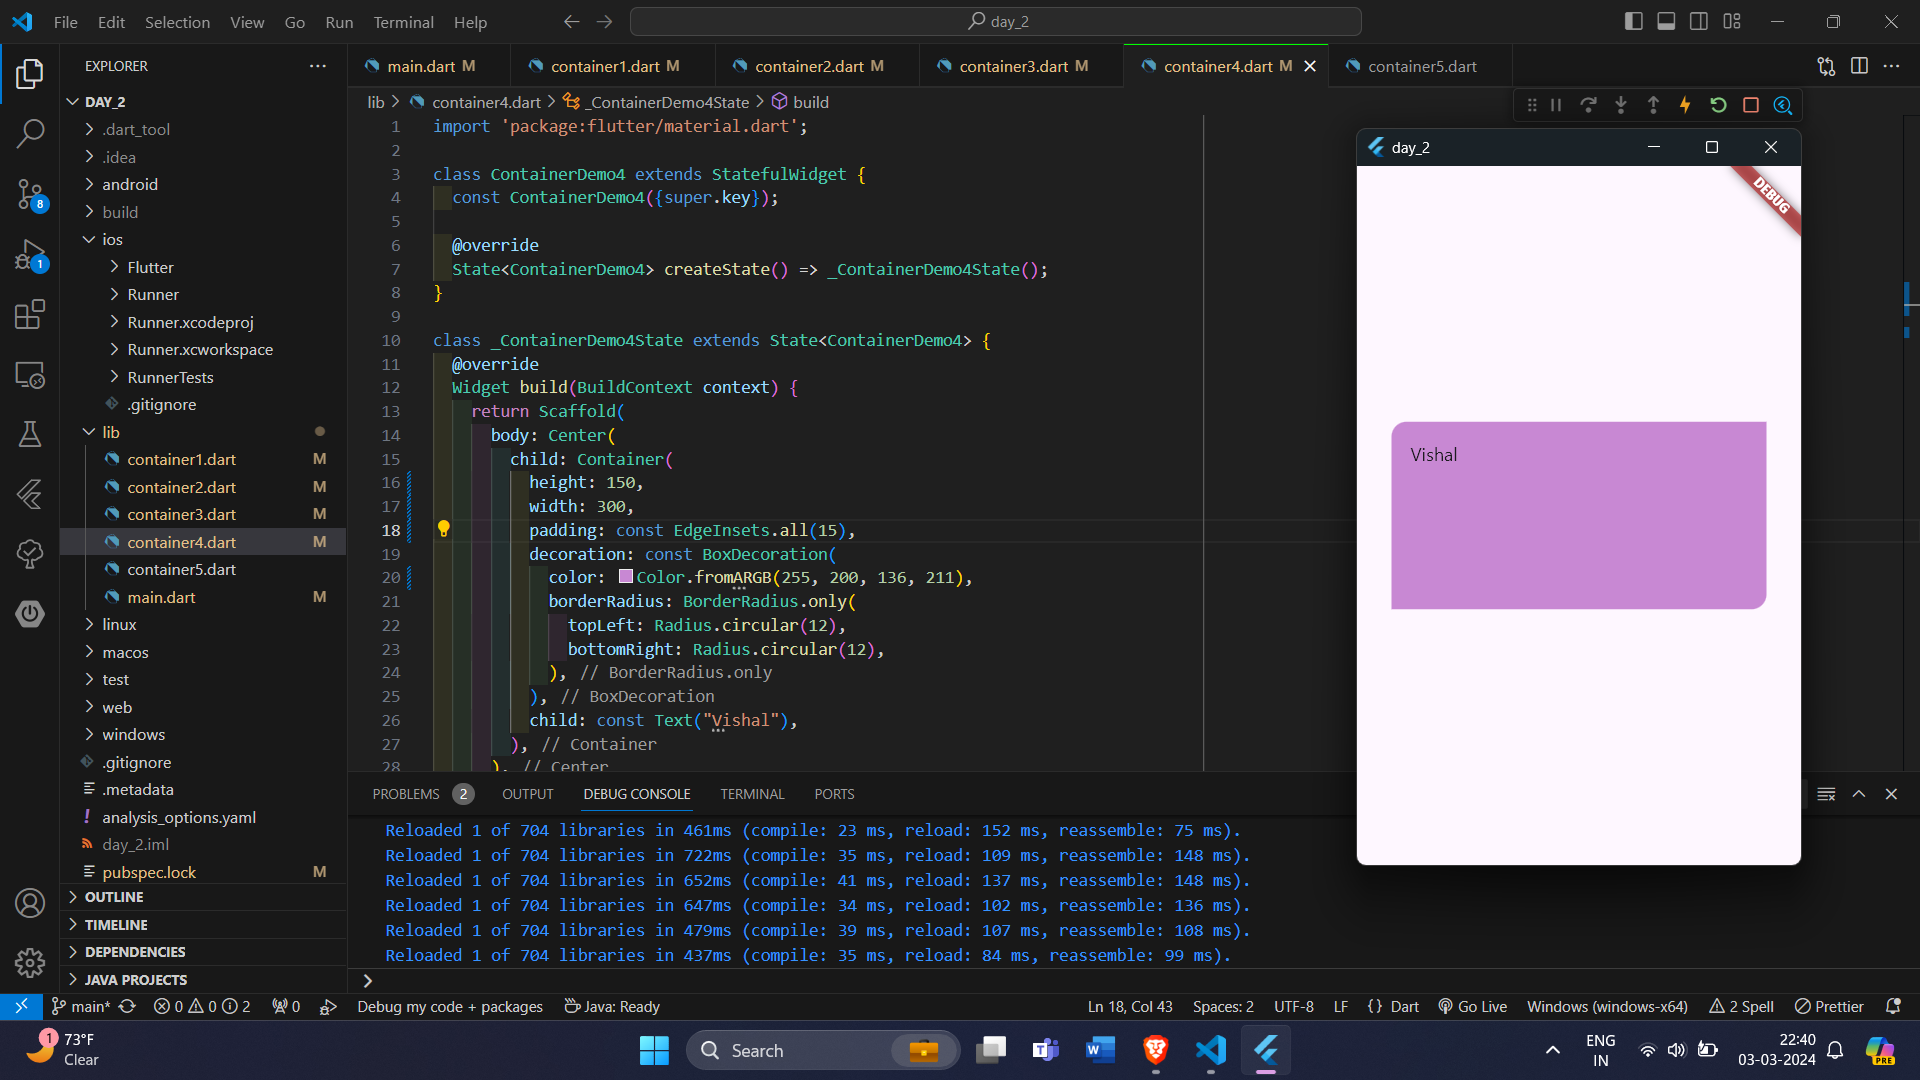 File Edit Selection View Go Run Terminal Help
day_2
EXPLORER
main.dart M container1.dart M container2.dart M container3.dart M container4.dart M container5.dart
lib > container4.dart > _ContainerDemo4State > build
DAY_2
.dart_tool
.idea
android
build
ios
Flutter
Runner
Runner.xcodeproj
Runner.xcworkspace
RunnerTests
.gitignore
lib
container1.dart M
container2.dart M
container3.dart M
container4.dart M
container5.dart
main.dart M
linux
macos
test
web
windows
.gitignore
.metadata
analysis_options.yaml
day_2.iml
pubspec.lock M
OUTLINE
TIMELINE
DEPENDENCIES
JAVA PROJECTS
1 import 'package:flutter/material.dart';
2
3 class ContainerDemo4 extends StatefulWidget {
4 const ContainerDemo4({super.key});
5
6 @override
7 State<ContainerDemo4> createState() => _ContainerDemo4State();
8 }
9
10 class _ContainerDemo4State extends State<ContainerDemo4> {
11 @override
12 Widget build(BuildContext context) {
13 return Scaffold(
14 body: Center(
15 child: Container(
16 height: 150,
17 width: 300,
18 padding: const EdgeInsets.all(15),
19 decoration: const BoxDecoration(
20 color: Color.fromARGB(255, 200, 136, 211),
21 borderRadius: BorderRadius.only(
22 topLeft: Radius.circular(12),
23 bottomRight: Radius.circular(12),
24 ), // BorderRadius.only
25 ), // BoxDecoration
26 child: const Text("Vishal"),
27 ), // Container
28 ), // Center
day_2
DEBUG
Vishal
PROBLEMS 2 OUTPUT DEBUG CONSOLE TERMINAL PORTS
Reloaded 1 of 704 libraries in 461ms (compile: 23 ms, reload: 152 ms, reassemble: 75 ms).
Reloaded 1 of 704 libraries in 722ms (compile: 35 ms, reload: 109 ms, reassemble: 148 ms).
Reloaded 1 of 704 libraries in 652ms (compile: 41 ms, reload: 137 ms, reassemble: 148 ms).
Reloaded 1 of 704 libraries in 647ms (compile: 34 ms, reload: 102 ms, reassemble: 136 ms).
Reloaded 1 of 704 libraries in 479ms (compile: 39 ms, reload: 107 ms, reassemble: 108 ms).
Reloaded 1 of 704 libraries in 437ms (compile: 35 ms, reload: 84 ms, reassemble: 99 ms).
8
1
main* 0 0 2 0 Debug my code + packages Java: Ready Ln 18, Col 43 Spaces: 2 UTF-8 LF {} Dart Go Live Windows (windows-x64) 2 Spell Prettier
1 73°F
Clear
Search
ENG
IN
22:40
03-03-2024
PRE